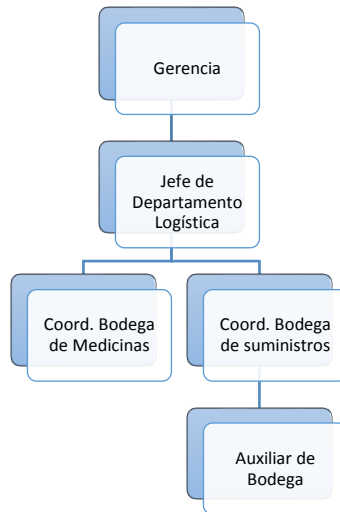 Gerencia
Jefe de
Departamento
Logística
Coord. Bodega
de Medicinas
Coord. Bodega
de suministros
Auxiliar de
Bodega